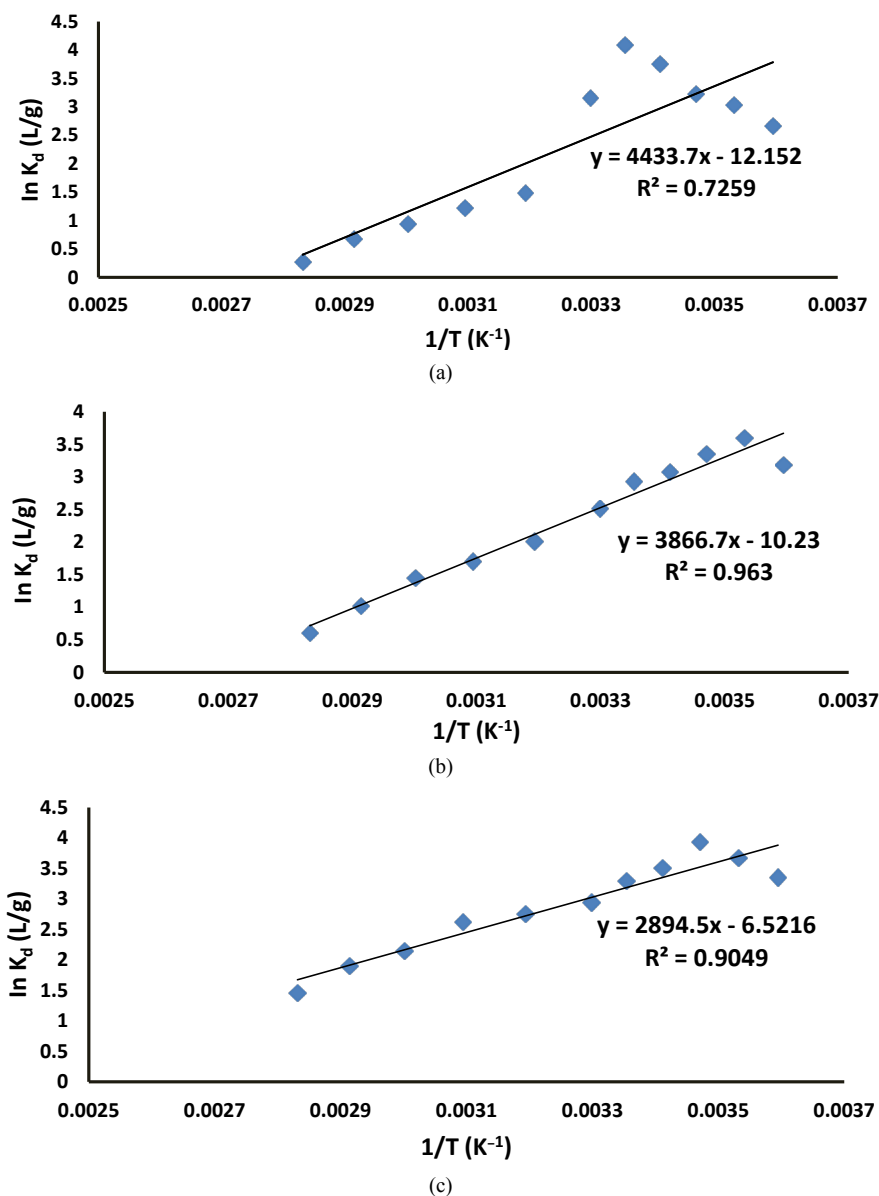 4.5
4
3.5
3
2.5
2
1.5
1
0.5
0
ln K_d (L/g)
y = 4433.7x - 12.152
R² = 0.7259
0.0025 0.0027 0.0029 0.0031 0.0033 0.0035 0.0037
1/T (K⁻¹)
(a)
4
3.5
3
2.5
2
1.5
1
0.5
0
ln K_d (L/g)
y = 3866.7x - 10.23
R² = 0.963
0.0025 0.0027 0.0029 0.0031 0.0033 0.0035 0.0037
1/T (K⁻¹)
(b)
4.5
4
3.5
3
2.5
2
1.5
1
0.5
0
ln K_d (L/g)
y = 2894.5x - 6.5216
R² = 0.9049
0.0025 0.0027 0.0029 0.0031 0.0033 0.0035 0.0037
1/T (K⁻¹)
(c)